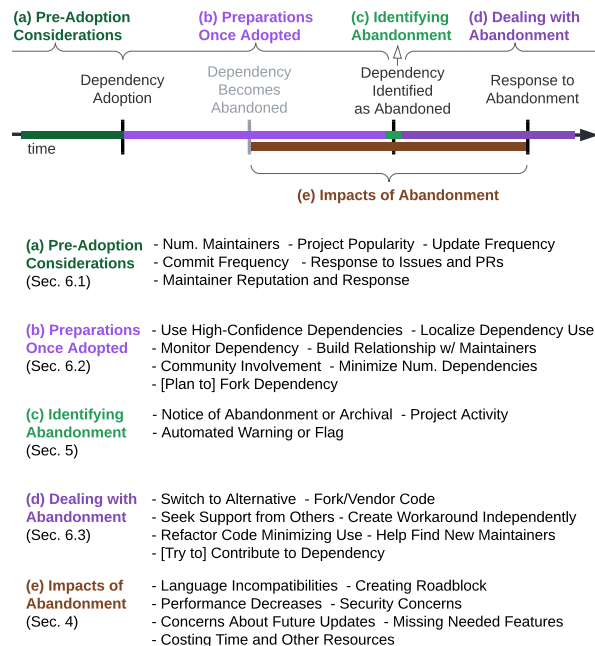 (a) Pre-Adoption
Considerations
(b) Preparations
Once Adopted
(c) Identifying
Abandonment
(d) Dealing with
Abandonment
Dependency
Adoption
Dependency
Becomes
Abandoned
Dependency
Identified
as Abandoned
Response to
Abandonment
time
(e) Impacts of Abandonment
(a) Pre-Adoption
Considerations
(Sec. 6.1)
- Num. Maintainers - Project Popularity - Update Frequency
- Commit Frequency - Response to Issues and PRs
- Maintainer Reputation and Response
(b) Preparations
Once Adopted
(Sec. 6.2)
- Use High-Confidence Dependencies - Localize Dependency Use
- Monitor Dependency - Build Relationship w/ Maintainers
- Community Involvement - Minimize Num. Dependencies
- [Plan to] Fork Dependency
(c) Identifying
Abandonment
(Sec. 5)
- Notice of Abandonment or Archival - Project Activity
- Automated Warning or Flag
(d) Dealing with
Abandonment
(Sec. 6.3)
- Switch to Alternative - Fork/Vendor Code
- Seek Support from Others - Create Workaround Independently
- Refactor Code Minimizing Use - Help Find New Maintainers
- [Try to] Contribute to Dependency
(e) Impacts of
Abandonment
(Sec. 4)
- Language Incompatibilities - Creating Roadblock
- Performance Decreases - Security Concerns
- Concerns About Future Updates - Missing Needed Features
- Costing Time and Other Resources